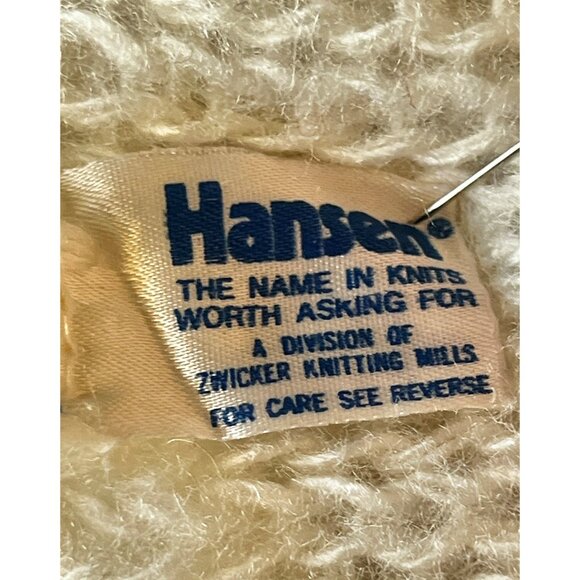 Hansen®
THE NAME IN KNITS
WORTH ASKING FOR
A DIVISION OF
ZWICKER KNITTING MILLS
FOR CARE SEE REVERSE